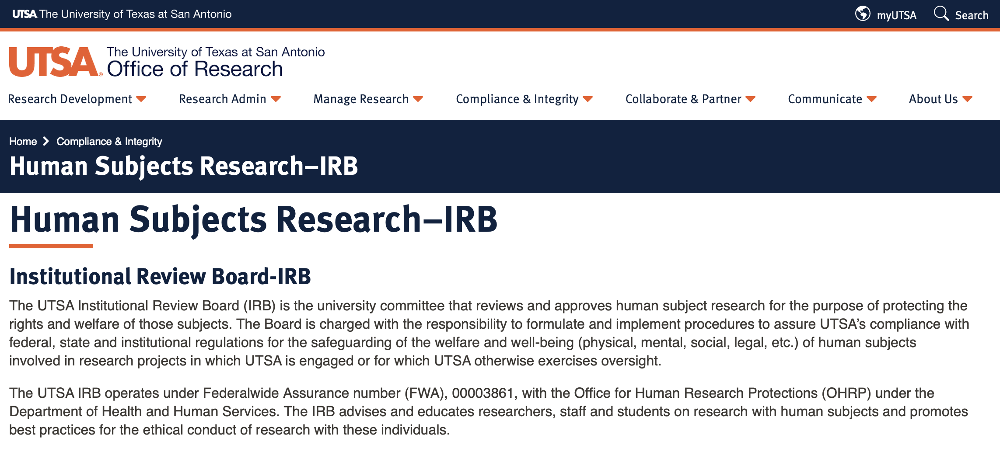 UTSA. The University of Texas at San Antonio
myUTSA
Search
UTSA® The University of Texas at San Antonio
Office of Research
Research Development
Research Admin
Manage Research
Compliance & Integrity
Collaborate & Partner
Communicate
About Us
Home
Compliance & Integrity
Human Subjects Research–IRB
Human Subjects Research–IRB
Institutional Review Board-IRB
The UTSA Institutional Review Board (IRB) is the university committee that reviews and approves human subject research for the purpose of protecting the
rights and welfare of those subjects. The Board is charged with the responsibility to formulate and implement procedures to assure UTSA’s compliance with
federal, state and institutional regulations for the safeguarding of the welfare and well-being (physical, mental, social, legal, etc.) of human subjects
involved in research projects in which UTSA is engaged or for which UTSA otherwise exercises oversight.
The UTSA IRB operates under Federalwide Assurance number (FWA), 00003861, with the Office for Human Research Protections (OHRP) under the
Department of Health and Human Services. The IRB advises and educates researchers, staff and students on research with human subjects and promotes
best practices for the ethical conduct of research with these individuals.